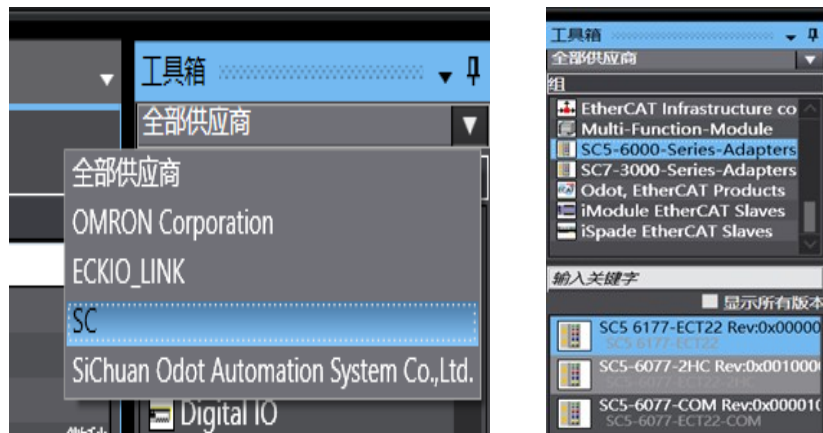 工具箱
全部供应商
全部供应商
OMRON Corporation
ECKIO_LINK
SC
SiChuan Odot Automation System Co.,Ltd.
Digital IO
工具箱
全部供应商
组
EtherCAT Infrastructure co
Multi-Function-Module
SC5-6000-Series-Adapters
SC7-3000-Series-Adapters
Odot, EtherCAT Products
iModule EtherCAT Slaves
iSpade EtherCAT Slaves
输入关键字
显示所有版本
SC5 6177-ECT22 Rev:0x00000
SC5 6177-ECT22
SC5-6077-2HC Rev:0x001000
SC5-6077-ECT22-2HC
SC5-6077-COM Rev:0x00001
SC5-6077-ECT22-COM